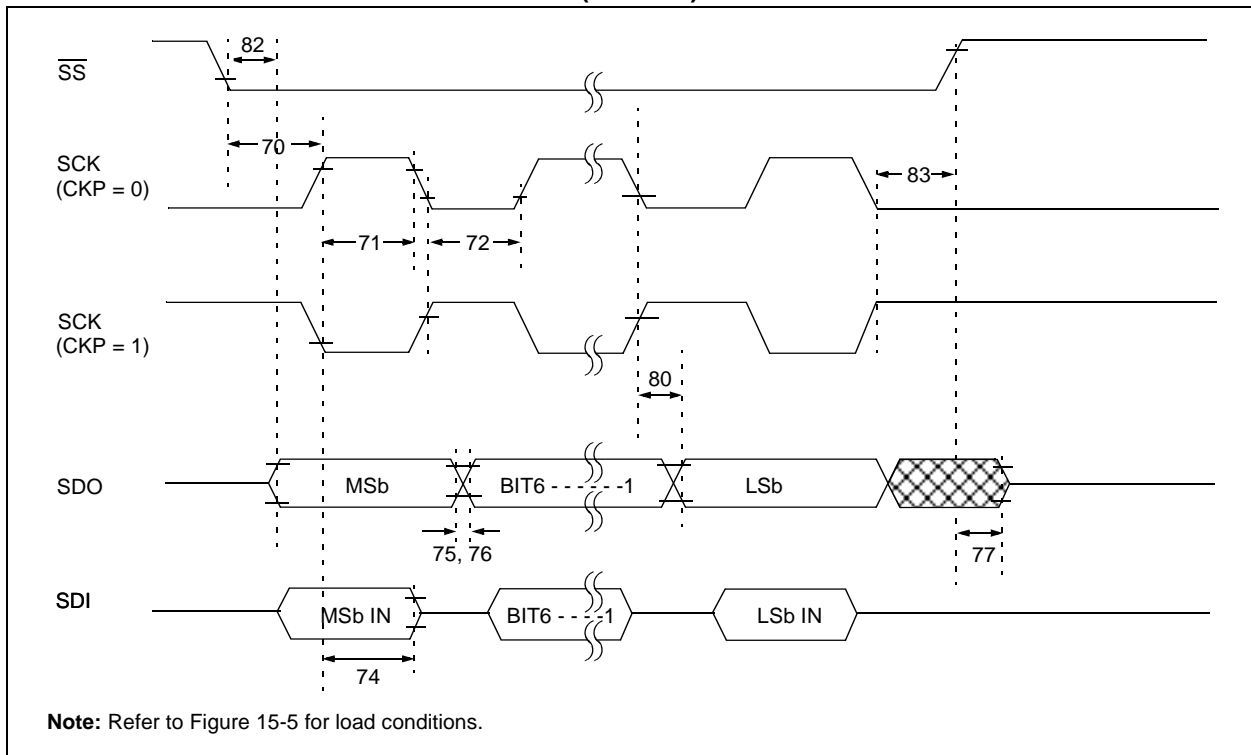 82
SS
70
SCK
(CKP = 0)
83
71
72
SCK
(CKP = 1)
80
SDO
MSb
BIT6 - - - - - -1
LSb
75, 76
77
SDI
MSb IN
BIT6 - - - -1
LSb IN
74
Note: Refer to Figure 15-5 for load conditions.